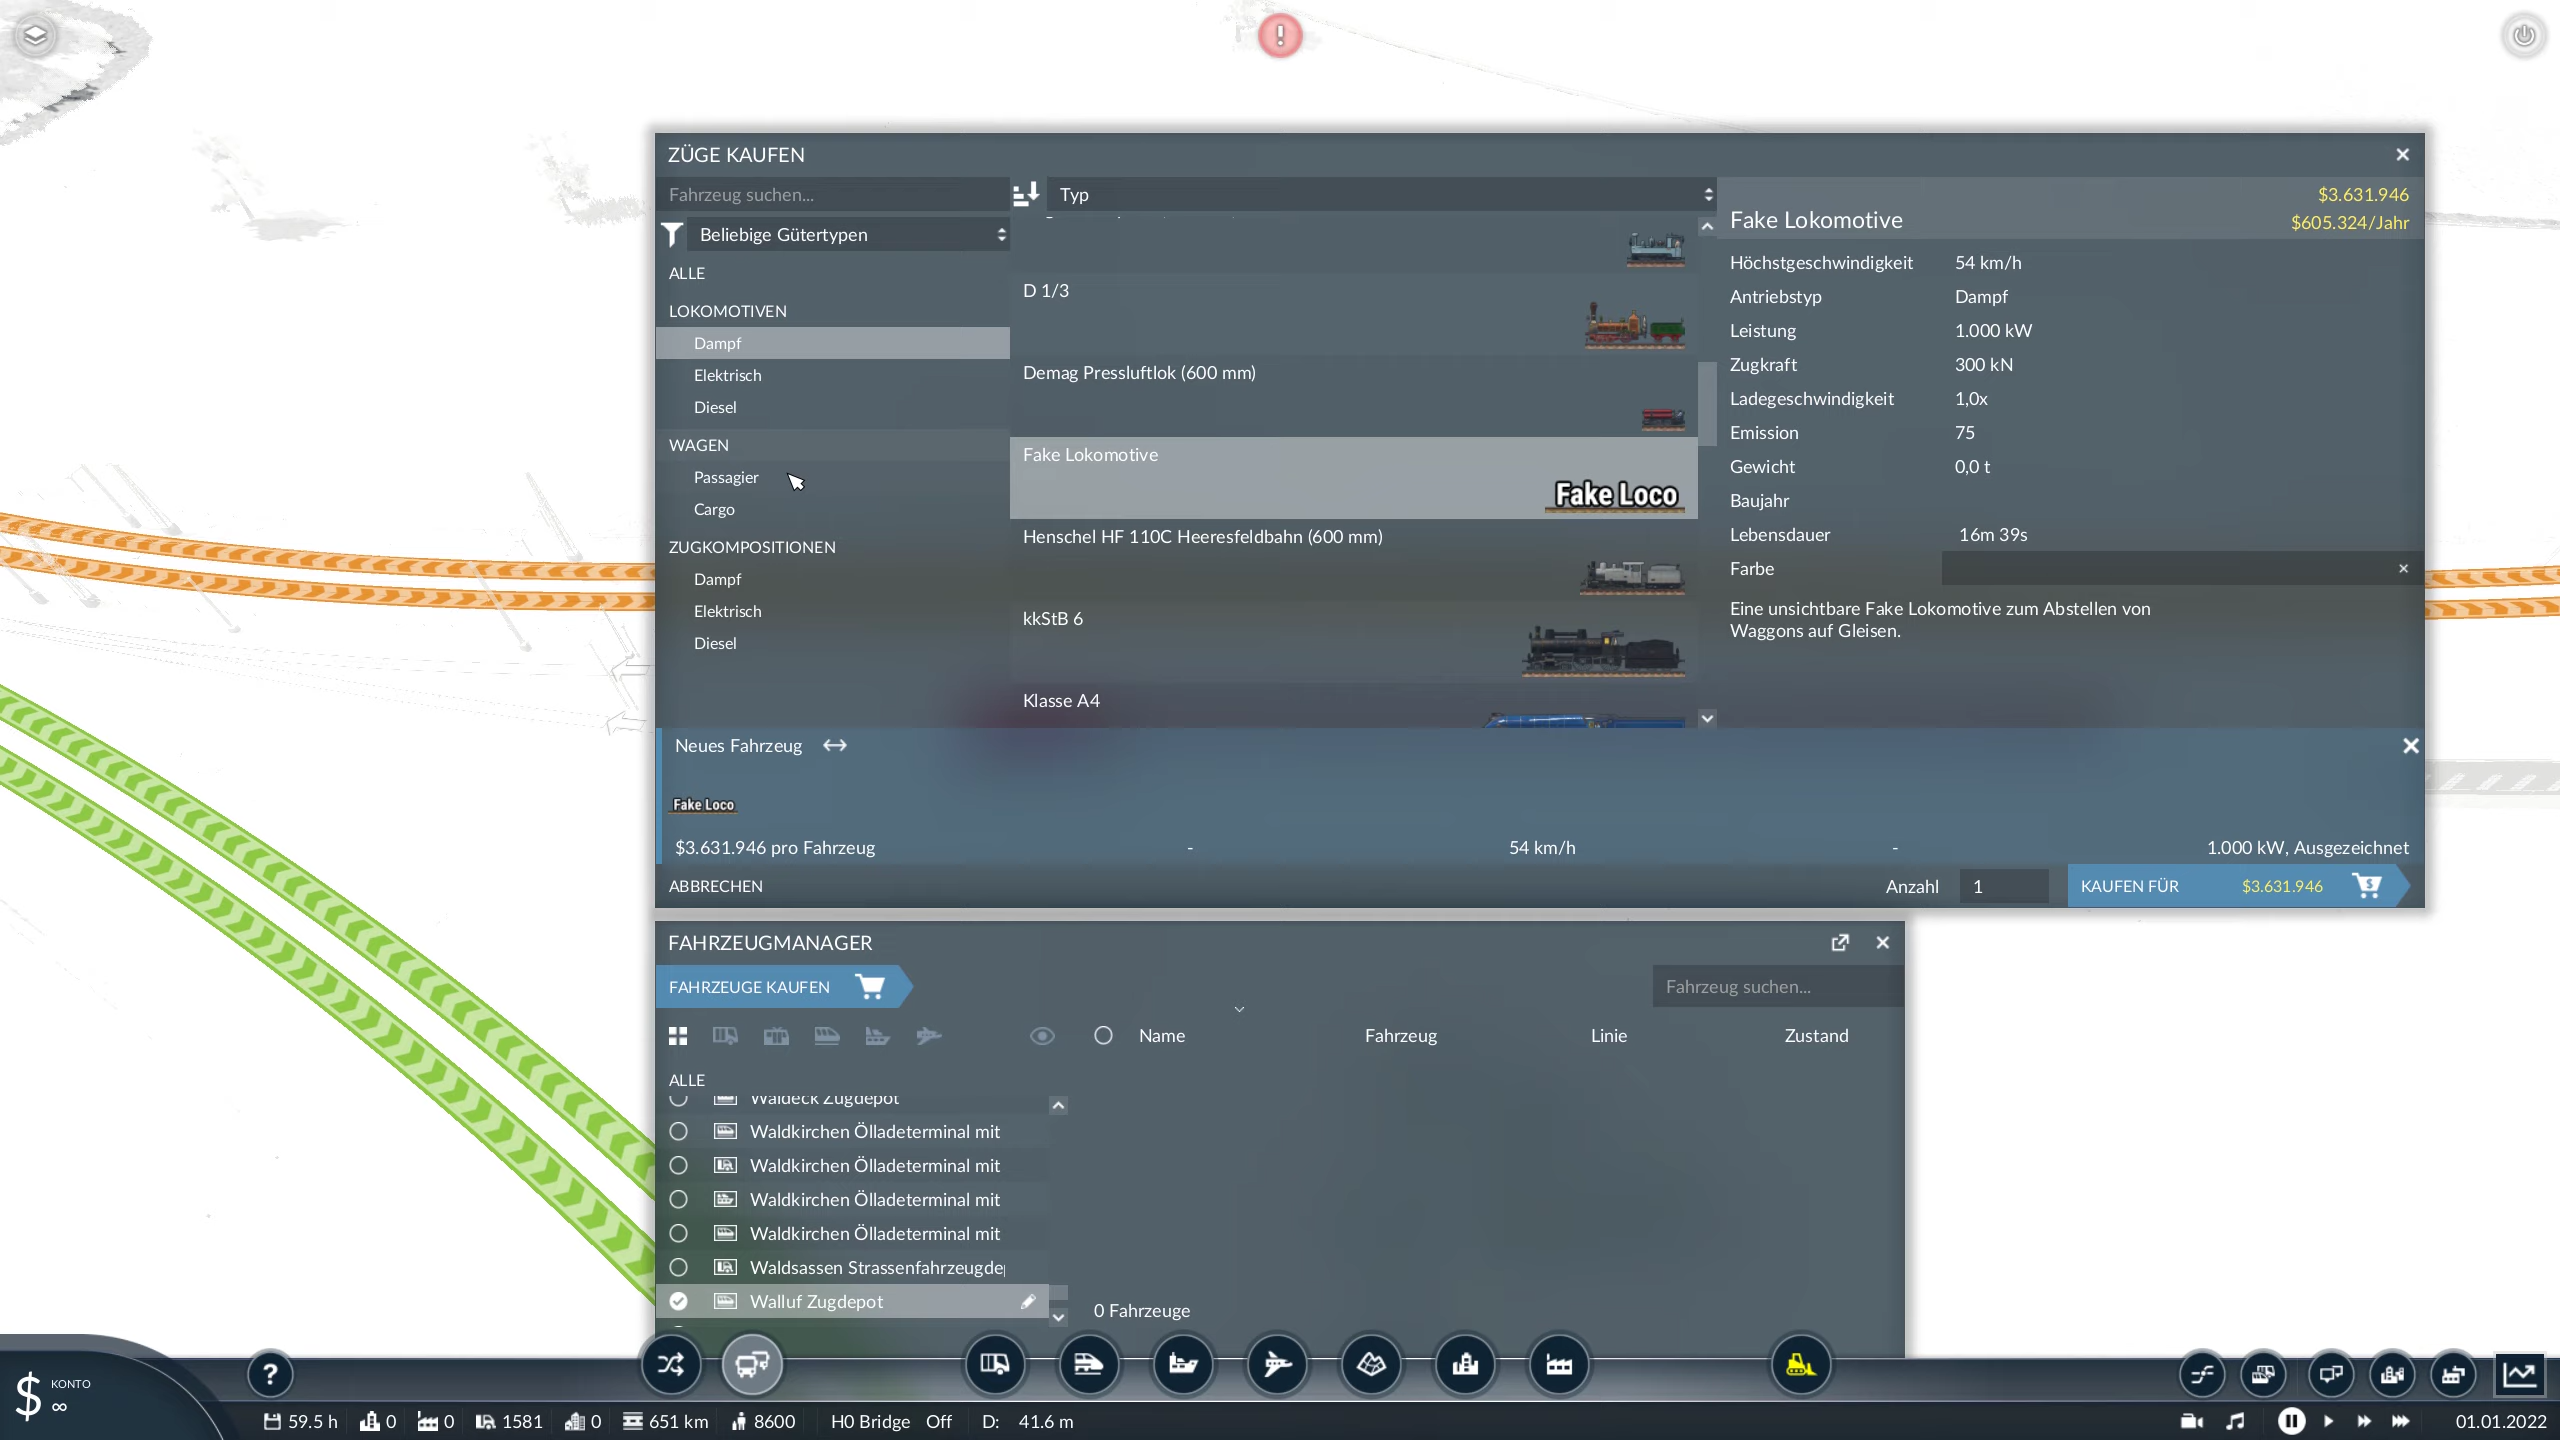 ZÜGE KAUFEN
Fahrzeug suchen...
Typ
Beliebige Gütertypen
ALLE
LOKOMOTIVEN
Dampf
Elektrisch
Diesel
WAGEN
Passagier
Cargo
ZUGKOMPOSITIONEN
Dampf
Elektrisch
Diesel
D 1/3
Demag Pressluftlok (600 mm)
Fake Lokomotive
Fake Loco
Henschel HF 110C Heeresfeldbahn (600 mm)
kkStB 6
Klasse A4
$3.631.946
Fake Lokomotive
$605.324/Jahr
Höchstgeschwindigkeit 54 km/h
Antriebstyp Dampf
Leistung 1.000 kW
Zugkraft 300 kN
Ladegeschwindigkeit 1,0x
Emission 75
Gewicht 0,0 t
Baujahr
Lebensdauer 16m 39s
Farbe
Eine unsichtbare Fake Lokomotive zum Abstellen von
Waggons auf Gleisen.
Neues Fahrzeug
Fake Loco
$3.631.946 pro Fahrzeug - 54 km/h - 1.000 kW, Ausgezeichnet
ABBRECHEN Anzahl 1 KAUFEN FÜR $3.631.946
FAHRZEUGMANAGER
FAHRZEUGE KAUFEN Fahrzeug suchen...
Name Fahrzeug Linie Zustand
ALLE
Waldeck Zugdepot
Waldkirchen Ölladeterminal mit
Waldkirchen Ölladeterminal mit
Waldkirchen Ölladeterminal mit
Waldkirchen Ölladeterminal mit
Waldsassen Strassenfahrzeugde
Walluf Zugdepot
0 Fahrzeuge
$ KONTO
∞
59.5 h 0 0 1581 0 651 km 8600 H0 Bridge Off D: 41.6 m 01.01.2022